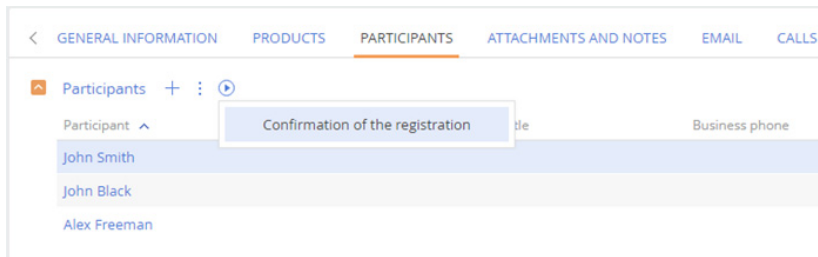 GENERAL INFORMATION PRODUCTS PARTICIPANTS ATTACHMENTS AND NOTES EMAIL CALLS
Participants
Participant Confirmation of the registration tle Business phone
John Smith
John Black
Alex Freeman